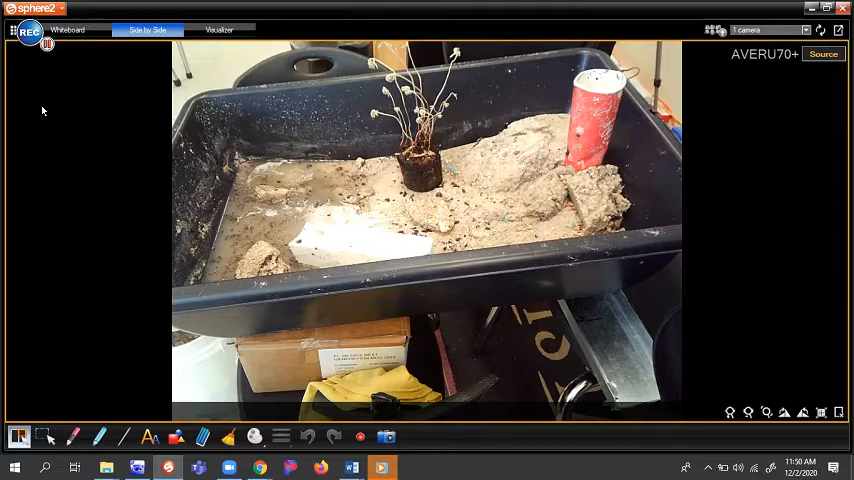 sphere2
REC
Whiteboard
Side by Side
Visualizer
1 camera
AVERU70+
Source
11:50 AM
12/2/2020